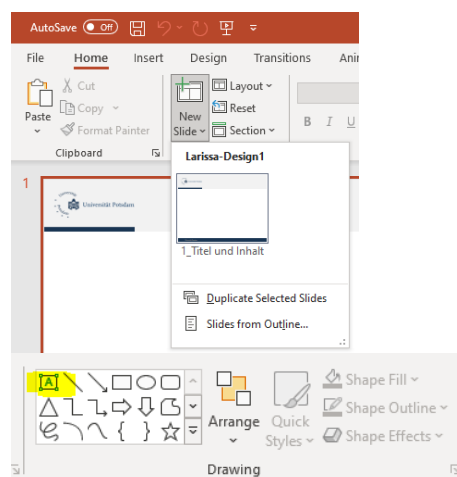 AutoSave Off
File Home Insert Design Transitions Ani
Paste
Cut
Copy
Format Painter
Clipboard
New
Slide
Layout
Reset
Section
B I U
Larissa-Design1
1_Titel und Inhalt
Duplicate Selected Slides
Slides from Outline...
1
Universität Potsdam
A
Arrange
Quick
Styles
Shape Fill
Shape Outline
Shape Effects
Drawing